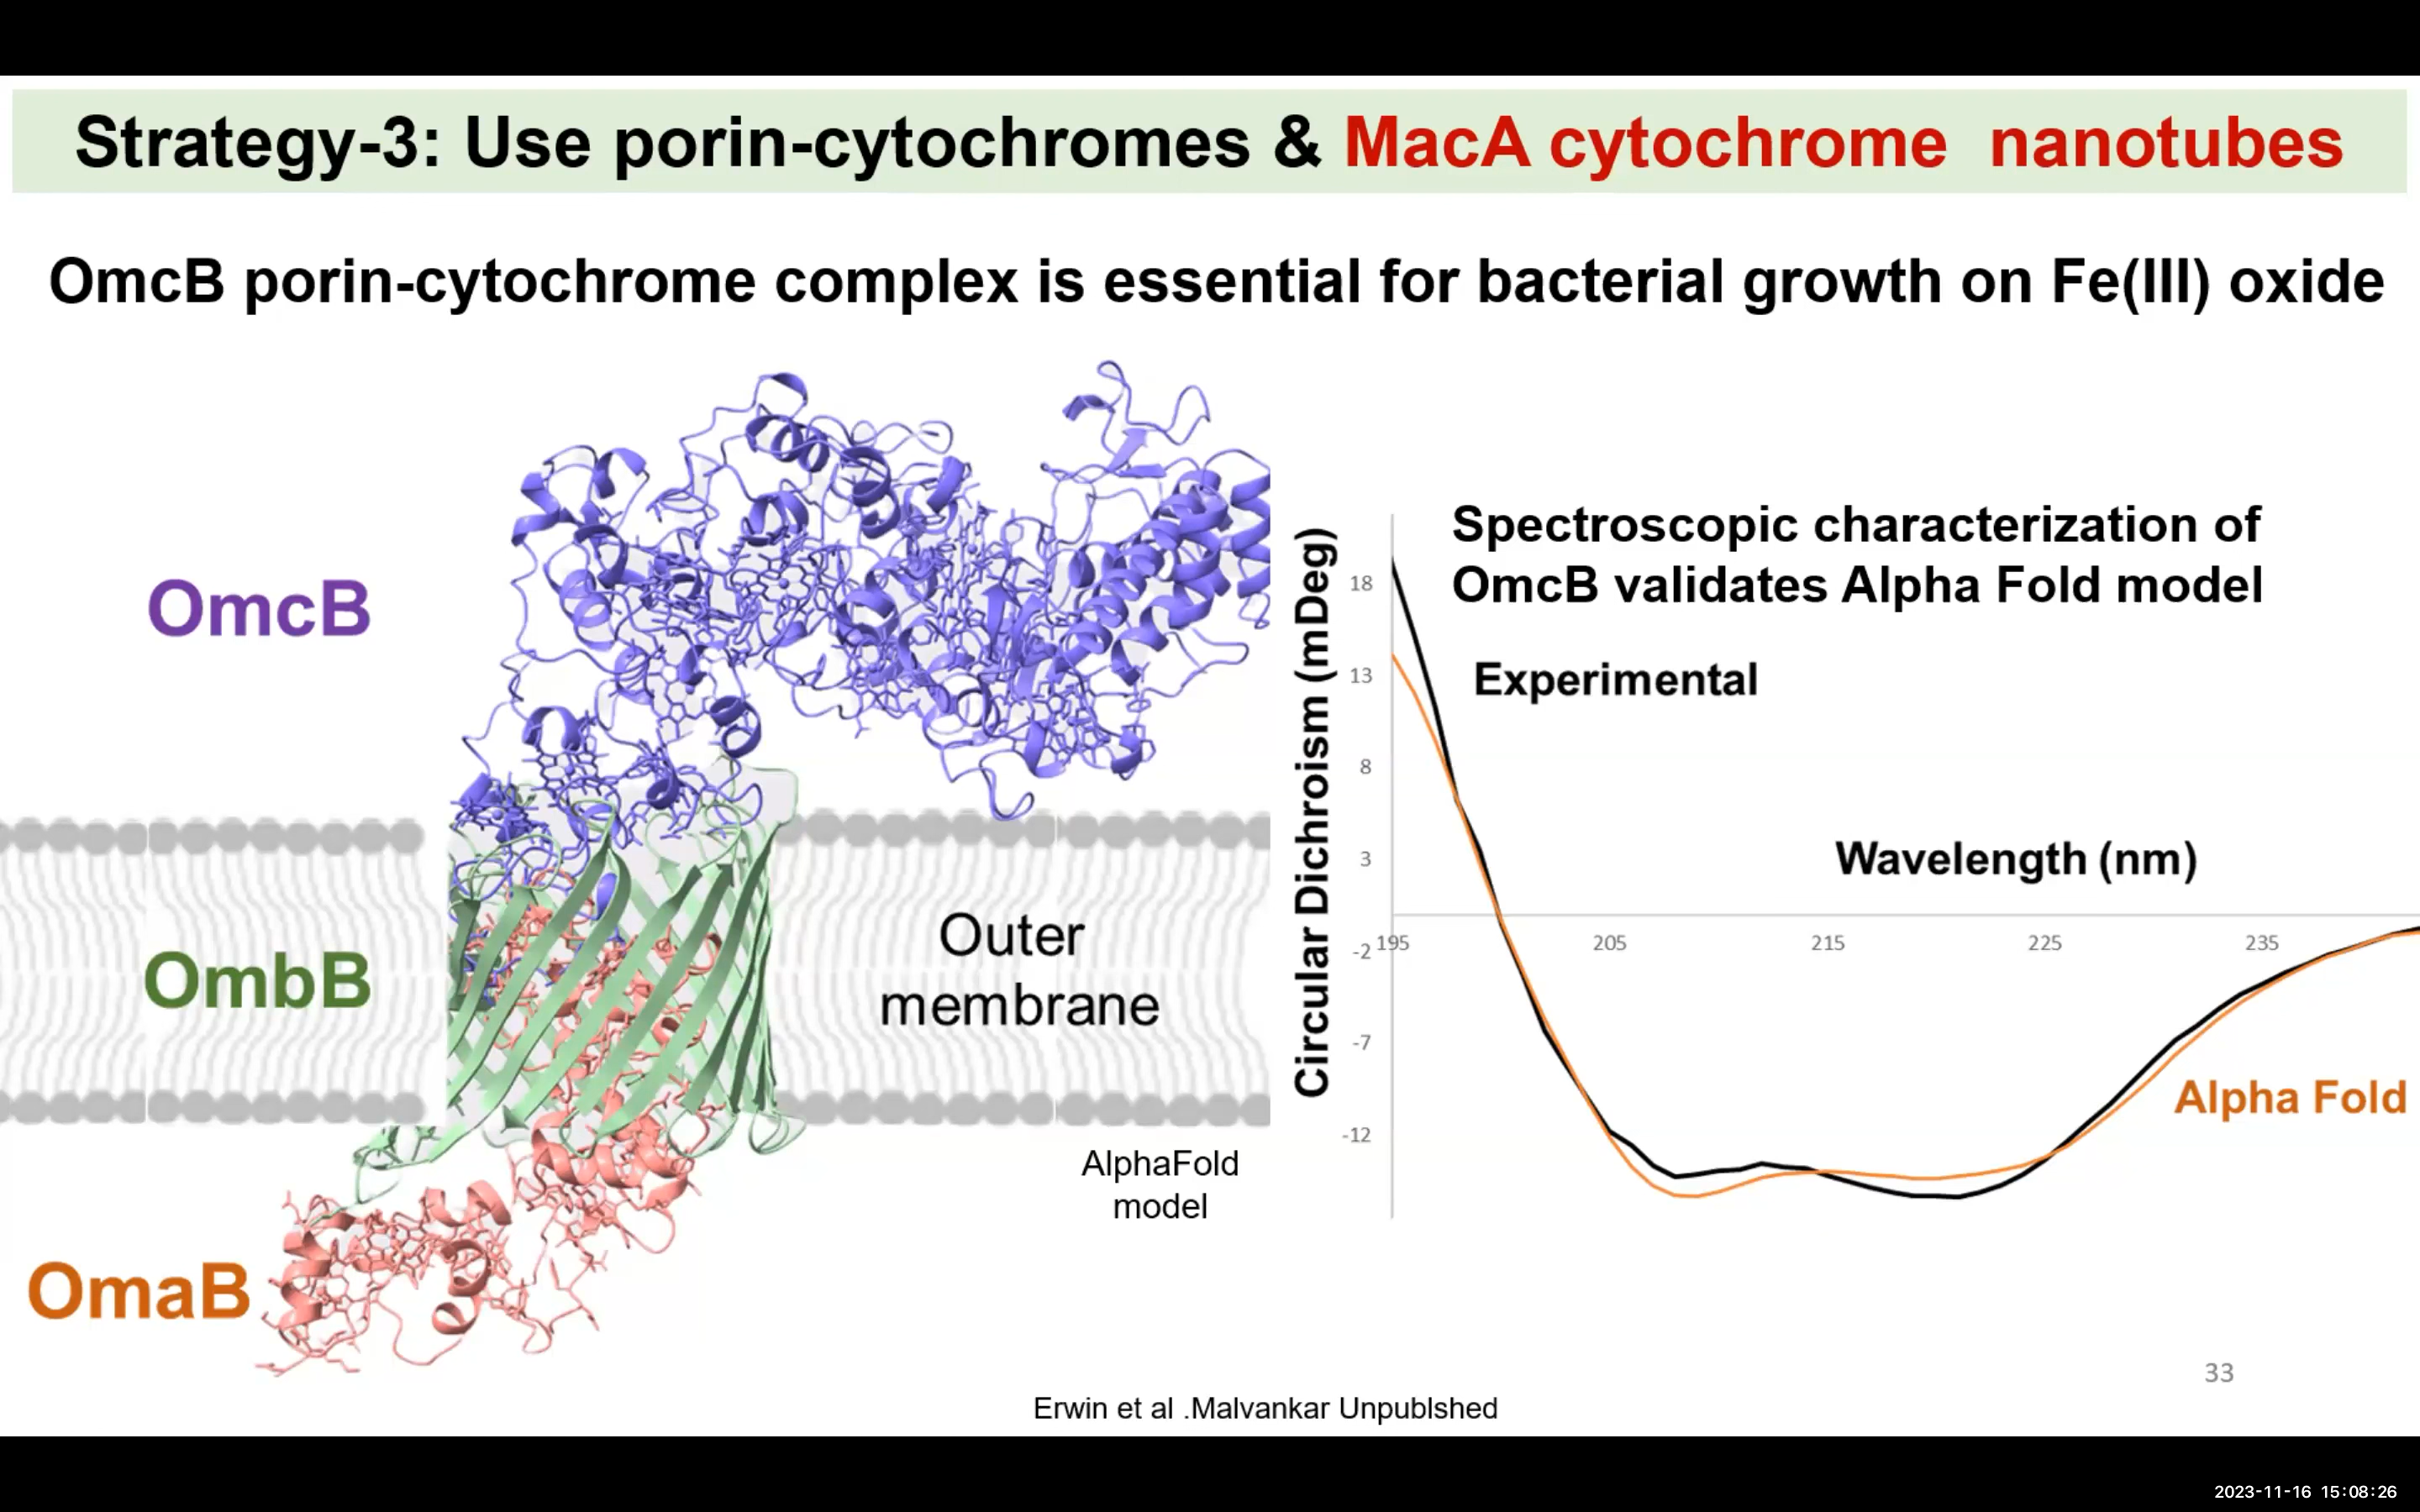 Strategy-3: Use porin-cytochromes & MacA cytochrome  nanotubes
OmcB porin-cytochrome complex is essential for bacterial growth on Fe(III) oxide
OmcB
OmbB
OmaB
Outer
membrane
AlphaFold
model
Spectroscopic characterization of
OmcB validates Alpha Fold model
Experimental
Circular Dichroism (mDeg)
18
13
8
3
-2
-7
-12
Wavelength (nm)
195
205
215
225
235
Alpha Fold
33
Erwin et al .Malvankar Unpublshed
2023-11-16 15:08:26